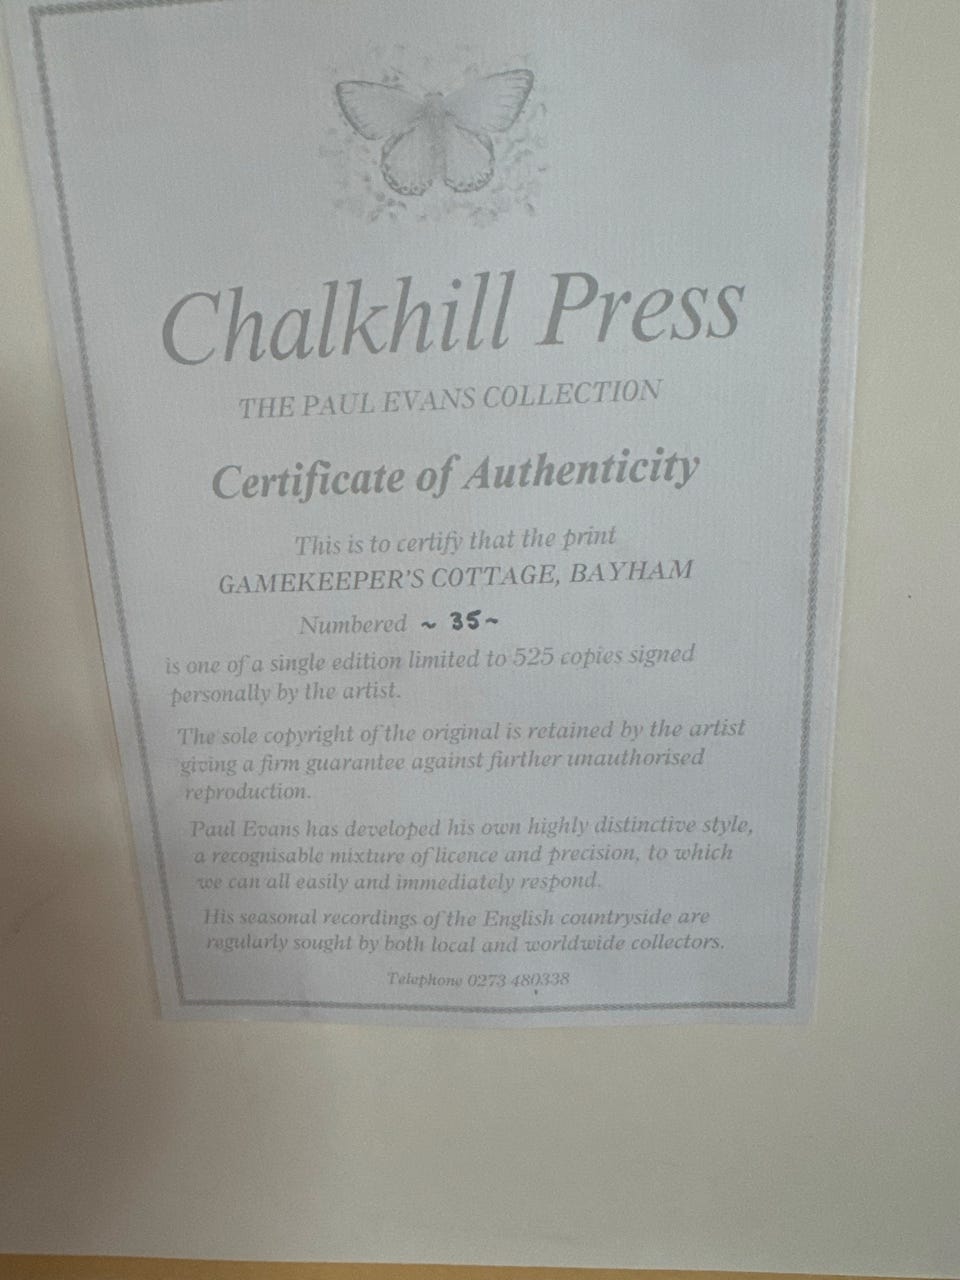 Chalkhill Press
THE PAUL EVANS COLLECTION
Certificate of Authenticity
This is to certify that the print
GAMEKEEPER'S COTTAGE, BAYHAM
Numbered ~ 35 ~
is one of a single edition limited to 525 copies signed
personally by the artist.
The sole copyright of the original is retained by the artist
giving a firm guarantee against further unauthorised
reproduction.
Paul Evans has developed his own highly distinctive style,
a recognisable mixture of licence and precision, to which
we can all easily and immediately respond.
His seasonal recordings of the English countryside are
regularly sought by both local and worldwide collectors.
Telephone 0273 480338